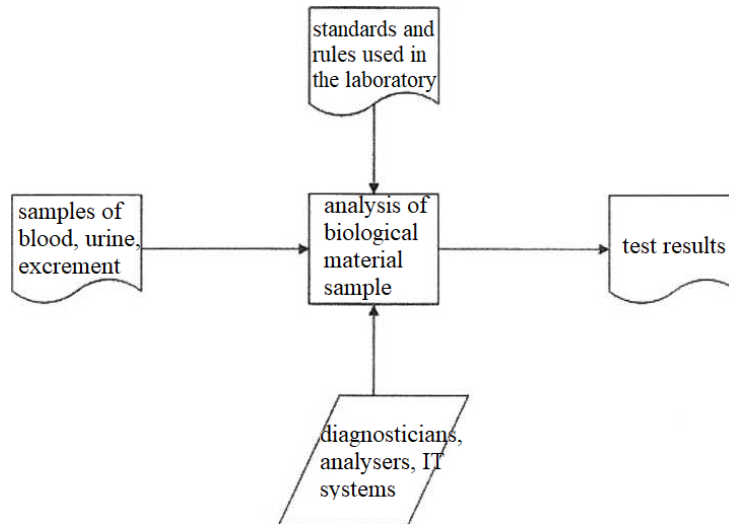 standards and
rules used in
the laboratory
samples of
blood, urine,
excrement
analysis of
biological
material
sample
test results
diagnosticians,
analysers, IT
systems